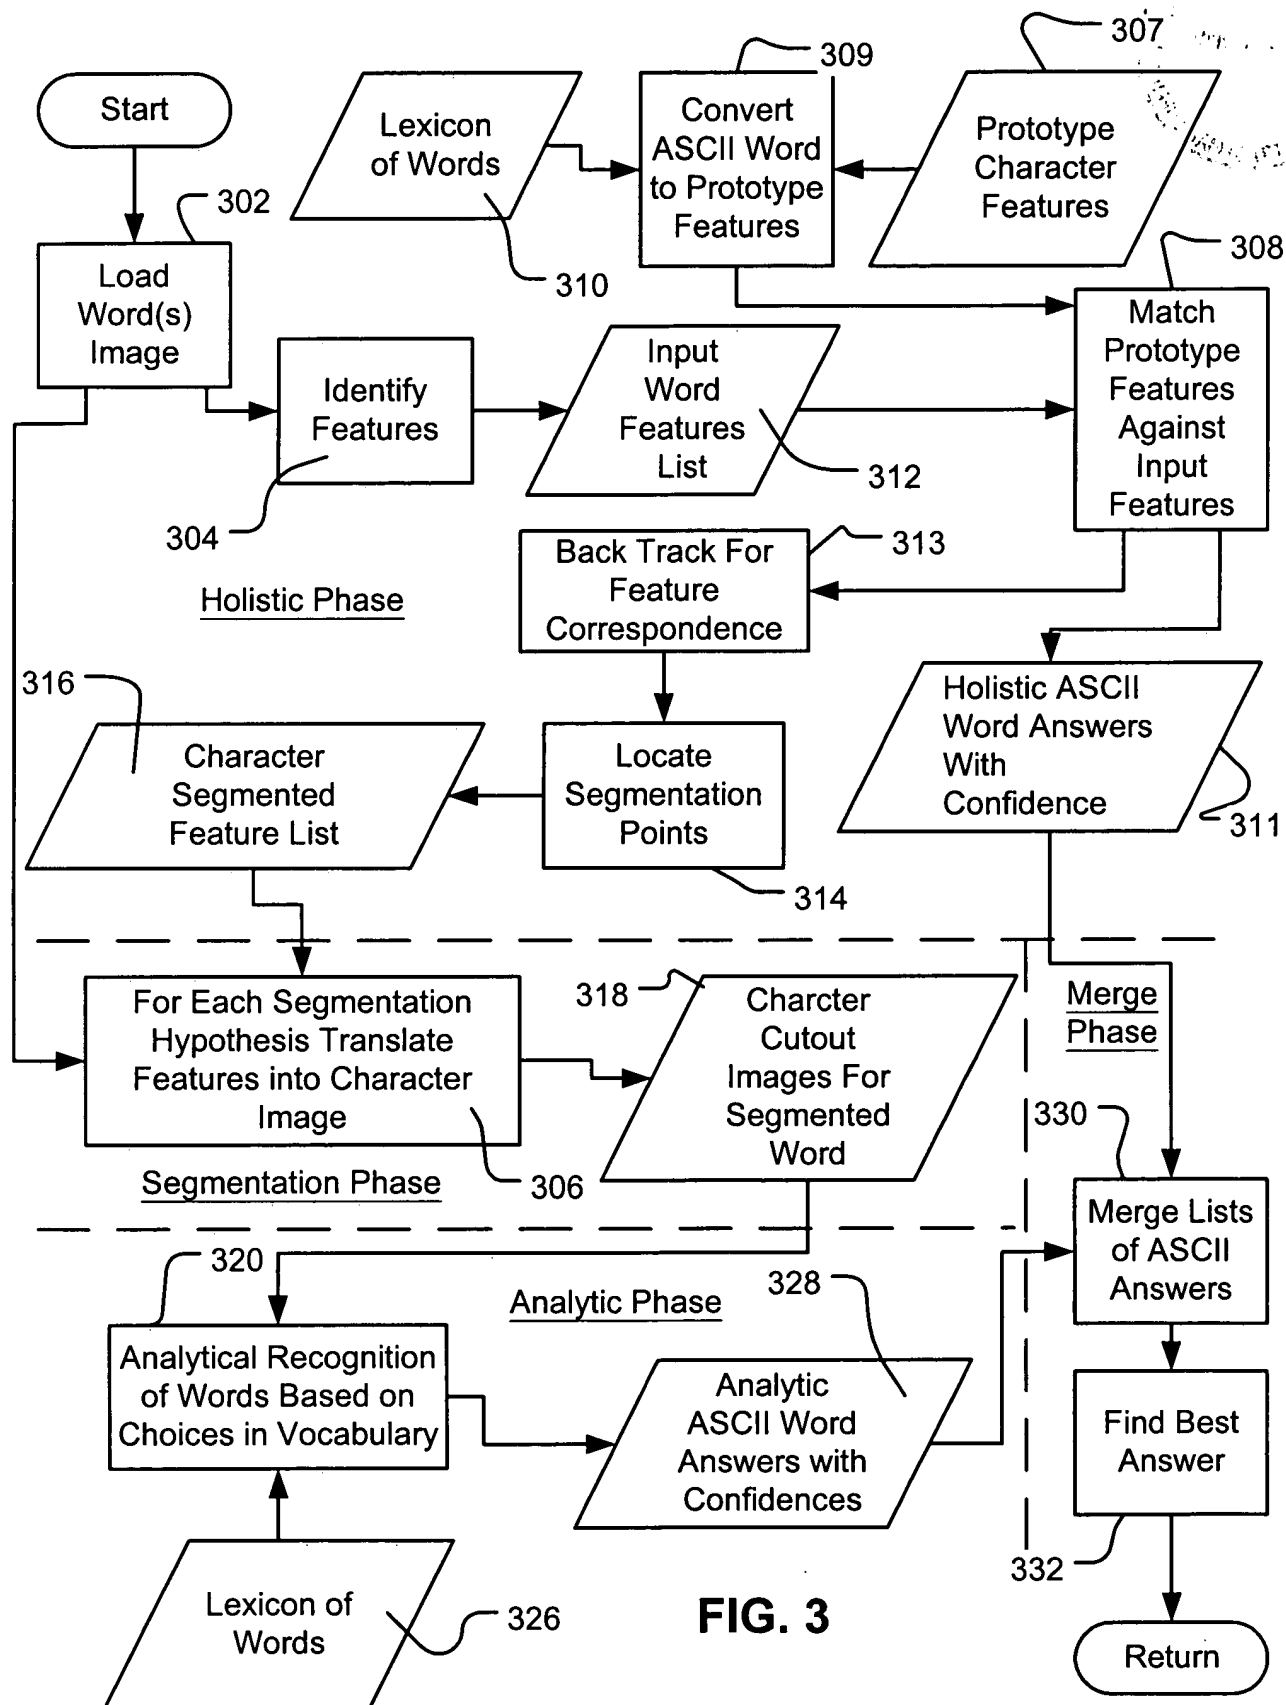 307
309
Start
Lexicon
of Words
Convert
ASCII Word
to Prototype
Features
Prototype
Character
Features
302
310
308
Load
Word(s)
Image
Identify
Features
Input
Word
Features
List
Match
Prototype
Features
Against
Input
Features
312
304
Back Track For
Feature
Correspondence
313
Holistic Phase
316
Character
Segmented
Feature List
Locate
Segmentation
Points
Holistic ASCII
Word Answers
With
Confidence
311
314
For Each Segmentation
Hypothesis Translate
Features into Character
Image
318
Charcter
Cutout
Images For
Segmented
Word
Merge
Phase
330
Segmentation Phase
306
Merge Lists
of ASCII
Answers
320
328
Analytic Phase
Analytical Recognition
of Words Based on
Choices in Vocabulary
Analytic
ASCII Word
Answers with
Confidences
Find Best
Answer
332
Lexicon of
Words
326
FIG. 3
Return